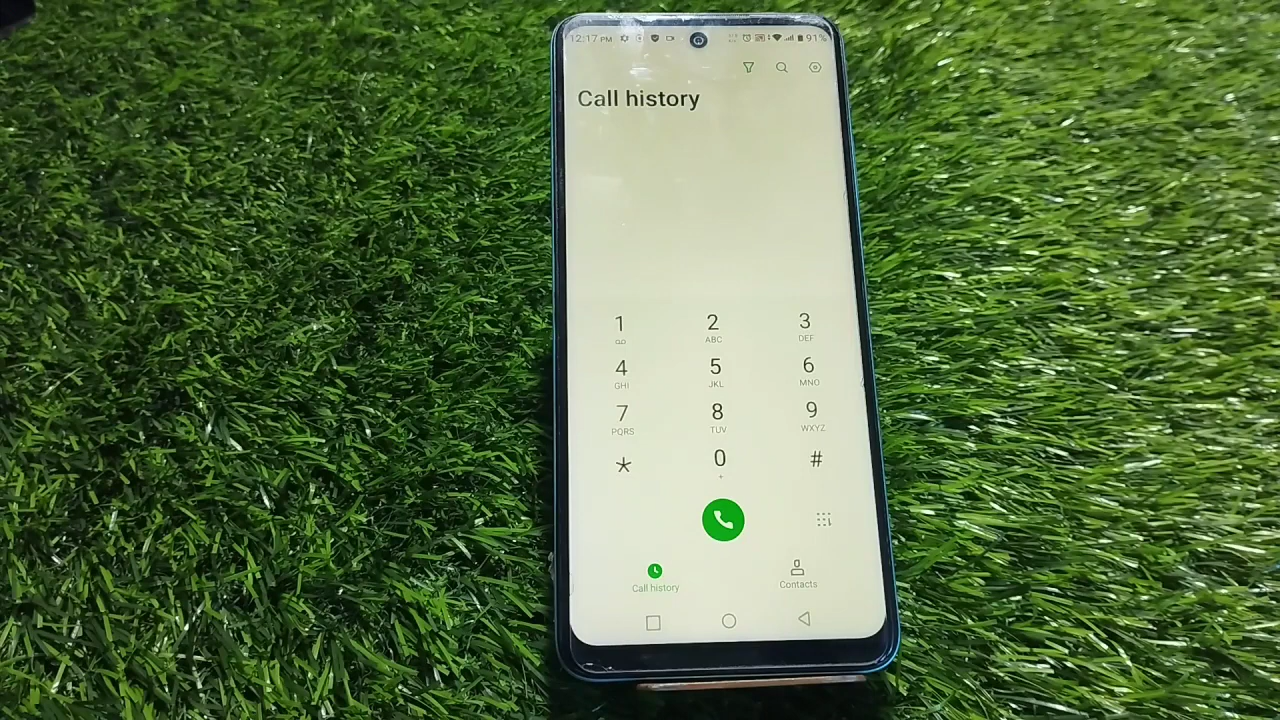 12:17 PM 91%
Call history
1 2 3
ABC DEF
4 5 6
GHI JKL MNO
7 8 9
PQRS TUV WXYZ
* 0 #
+
Call history Contacts